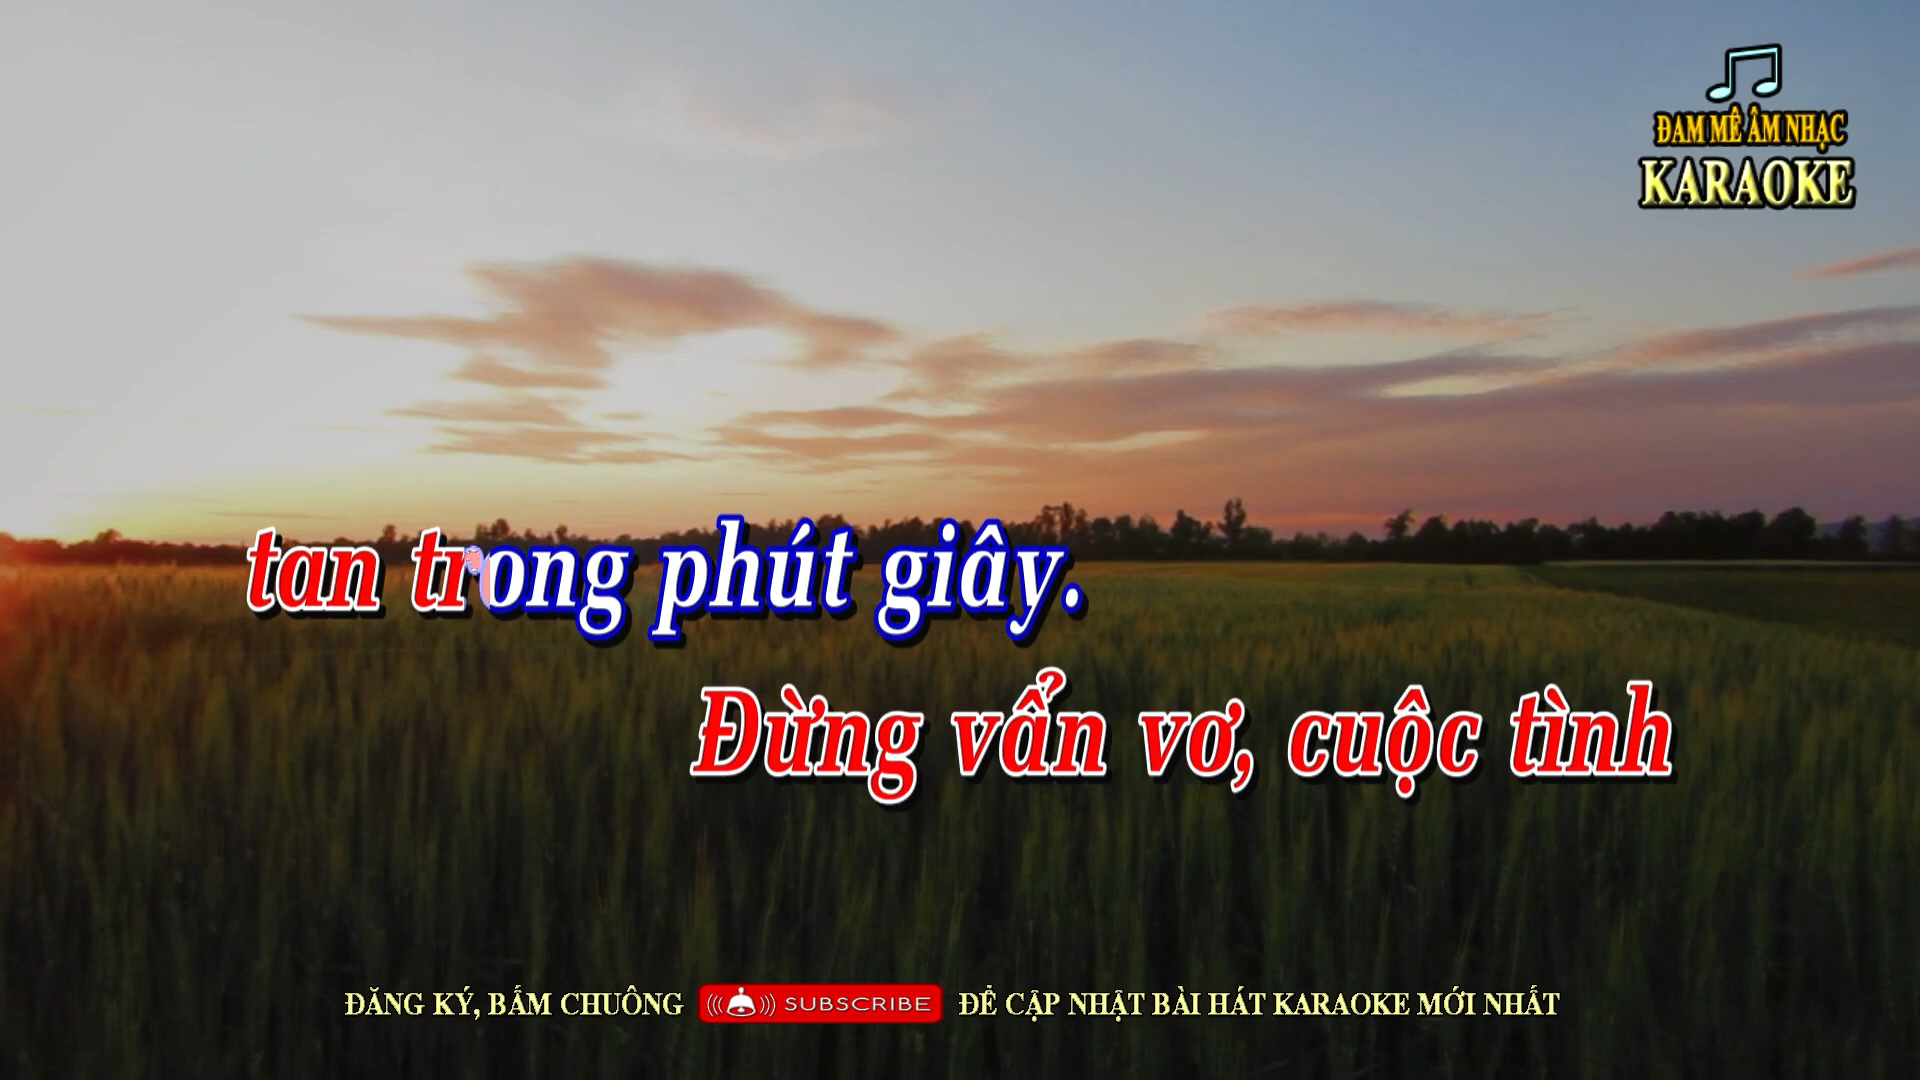 ĐAM MÊ ÂM NHẠC
KARAOKE
tan trong phút giây.
Đừng vẩn vơ, cuộc tình
ĐĂNG KÝ, BẤM CHUÔNG SUBSCRIBE ĐỂ CẬP NHẬT BÀI HÁT KARAOKE MỚI NHẤT